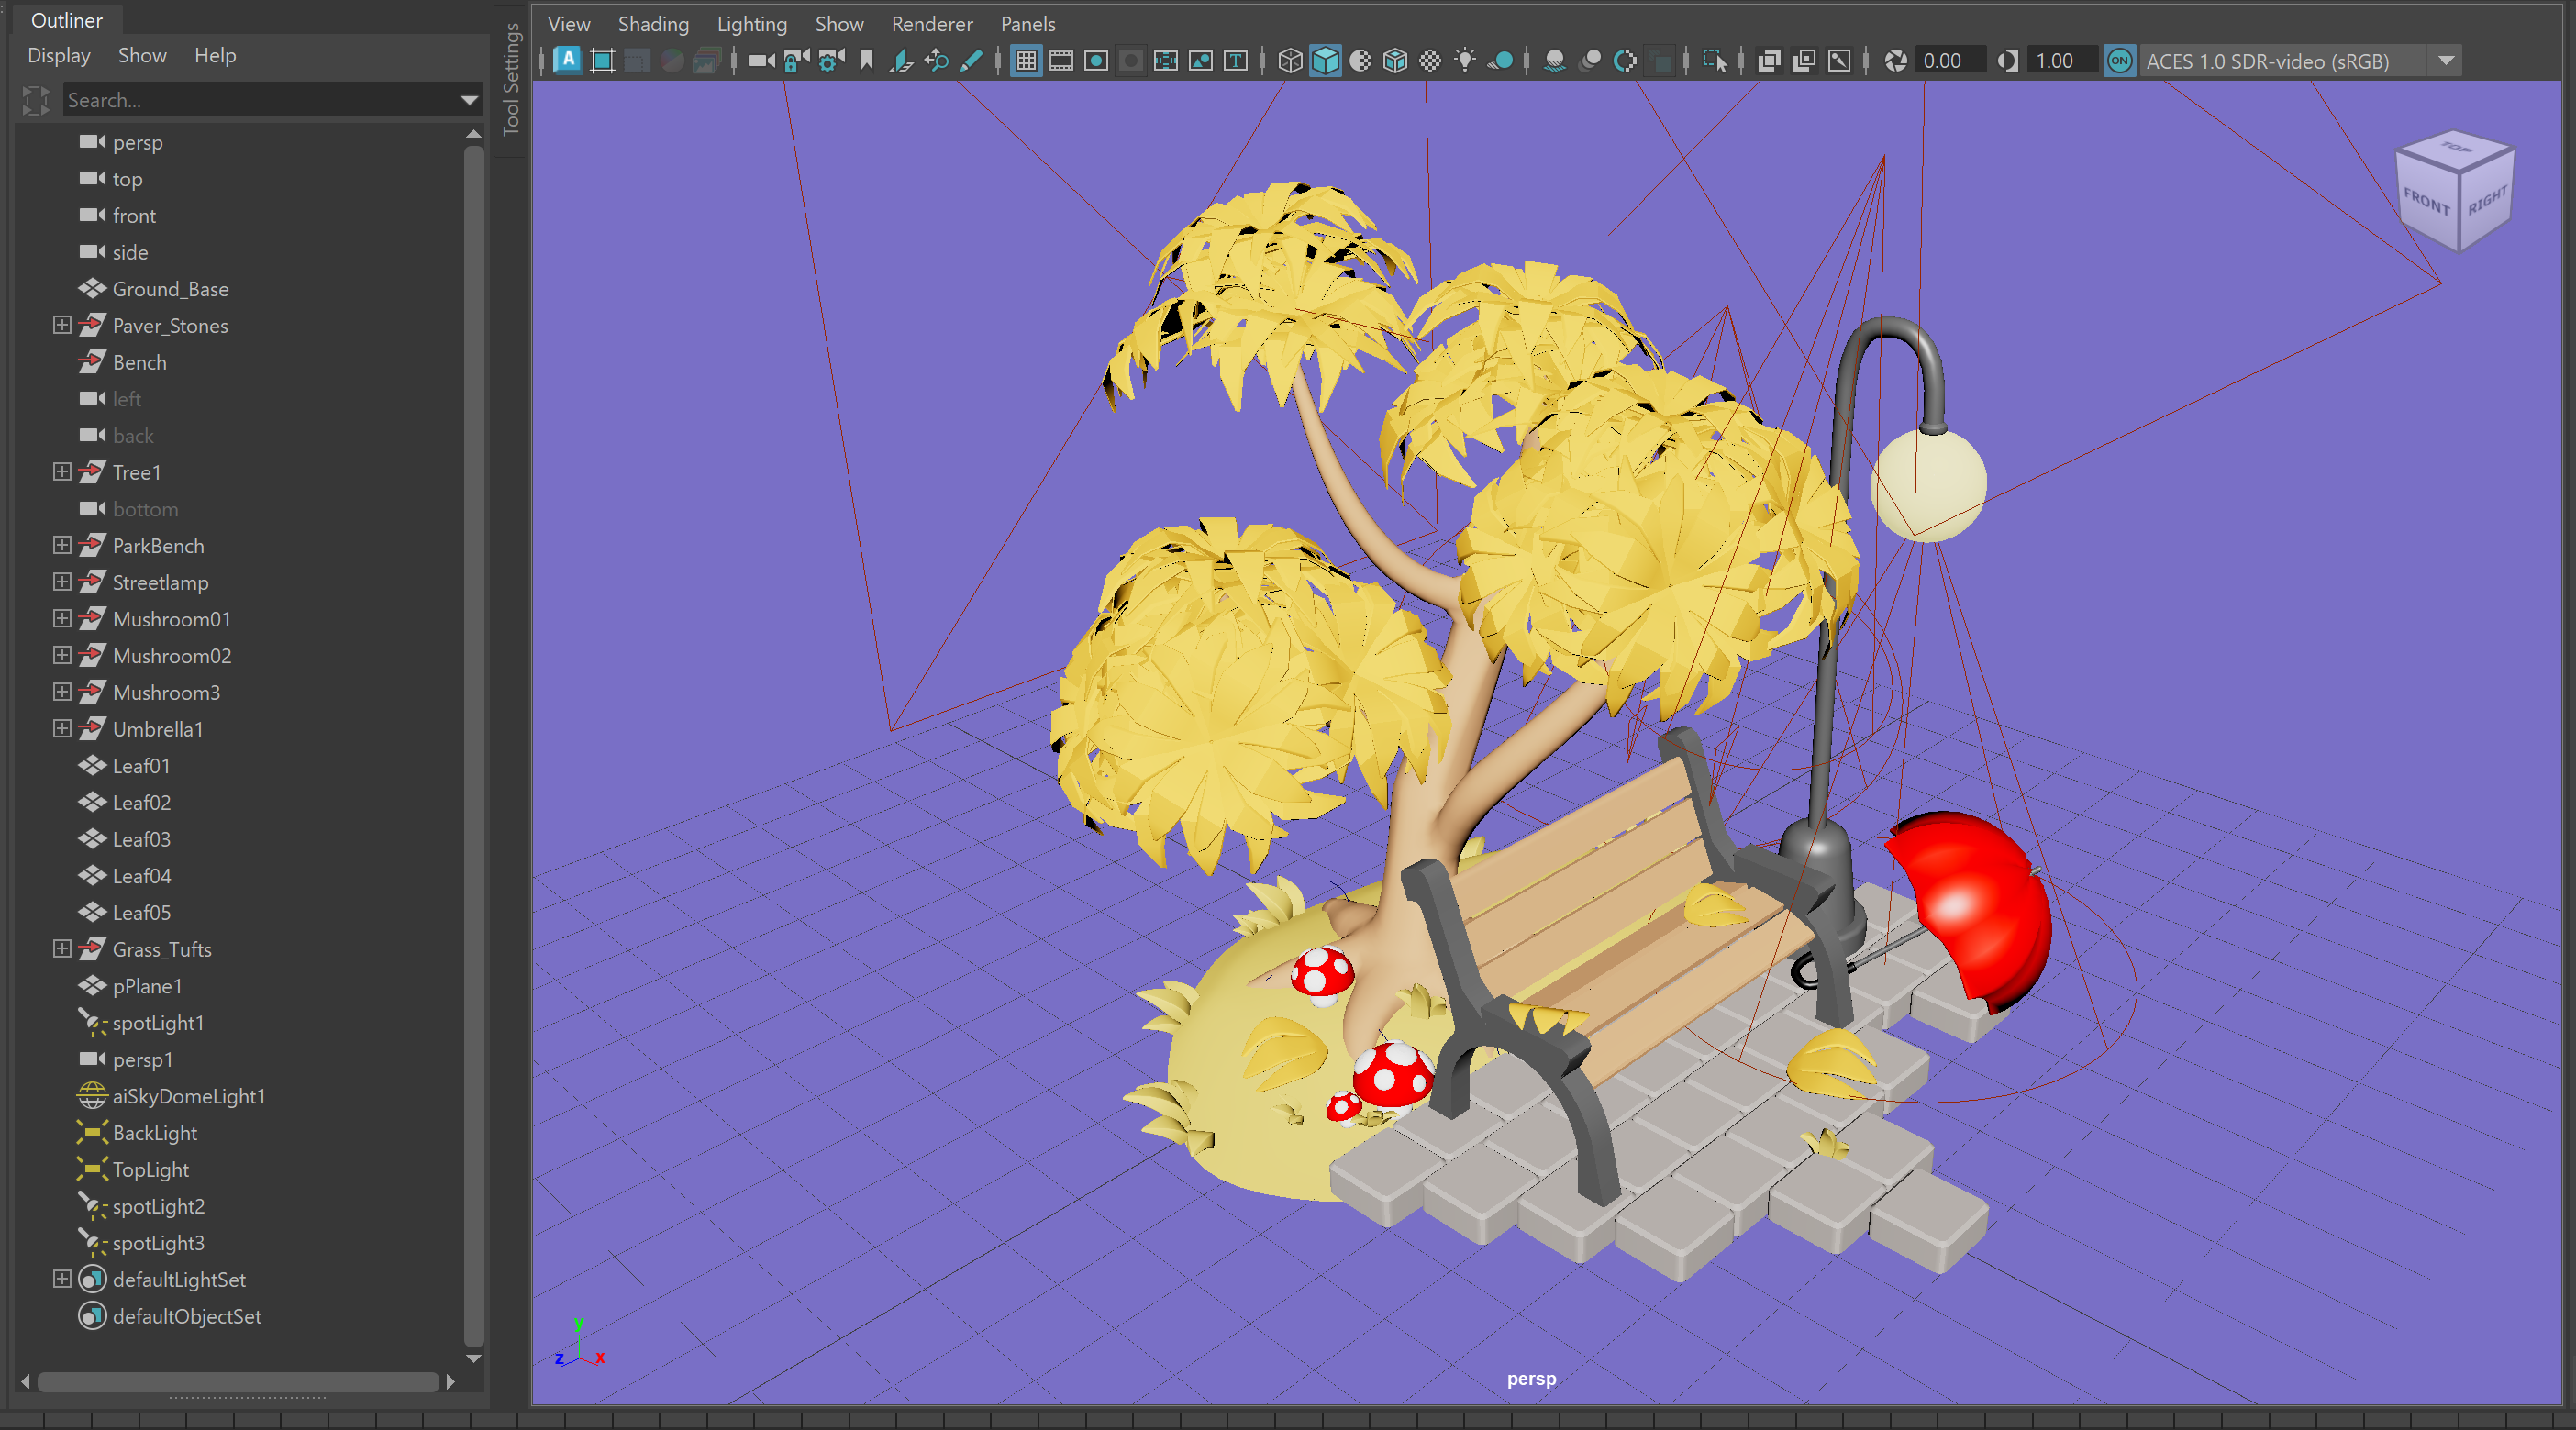 Outliner
Display Show Help
Search...
persp
top
front
side
Ground_Base
Paver_Stones
Bench
left
back
Tree1
bottom
ParkBench
Streetlamp
Mushroom01
Mushroom02
Mushroom3
Umbrella1
Leaf01
Leaf02
Leaf03
Leaf04
Leaf05
Grass_Tufts
pPlane1
spotLight1
persp1
aiSkyDomeLight1
BackLight
TopLight
spotLight2
spotLight3
defaultLightSet
defaultObjectSet
Tool Settings
View Shading Lighting Show Renderer Panels
A T 0.00 1.00 ON ACES 1.0 SDR-video (sRGB)
TOP
FRONT RIGHT
y
z x
persp